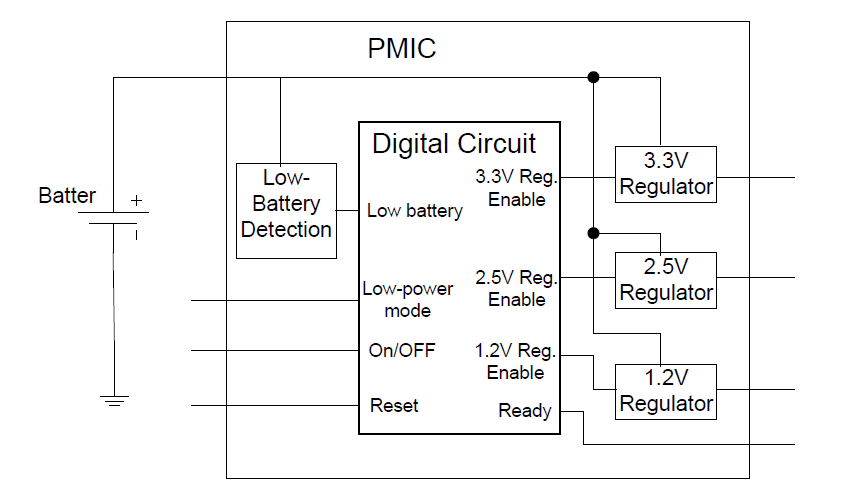 PMIC
Digital Circuit
Batter
+
Low-
Battery
Detection
Low battery
Low-power
mode
On/OFF
Reset
3.3V Reg.
Enable
2.5V Reg.
Enable
1.2V Reg.
Enable
Ready
3.3V
Regulator
2.5V
Regulator
1.2V
Regulator